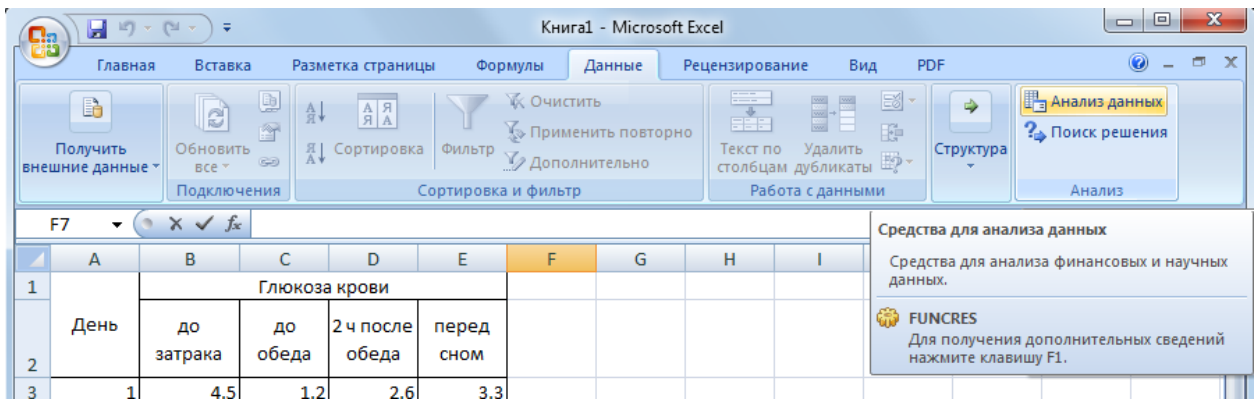 Книга1 - Microsoft Excel
Главная Вставка Разметка страницы Формулы Данные Рецензирование Вид PDF
Получить внешние данные
Обновить все
Подключения
А Я
Я А
А Я
Я А
Сортировка
Фильтр
Очистить
Применить повторно
Дополнительно
Сортировка и фильтр
Текст по столбцам
Удалить дубликаты
Работа с данными
Структура
Анализ данных
Поиск решения
Анализ
F7 fx
Средства для анализа данных
Средства для анализа финансовых и научных
данных.
FUNCRES
Для получения дополнительных сведений
нажмите клавишу F1.
A B C D E F G H I
1 Глюкоза крови
2 День до затрака до обеда 2 ч после обеда перед сном
3 1 4.5 1.2 2.6 3.3